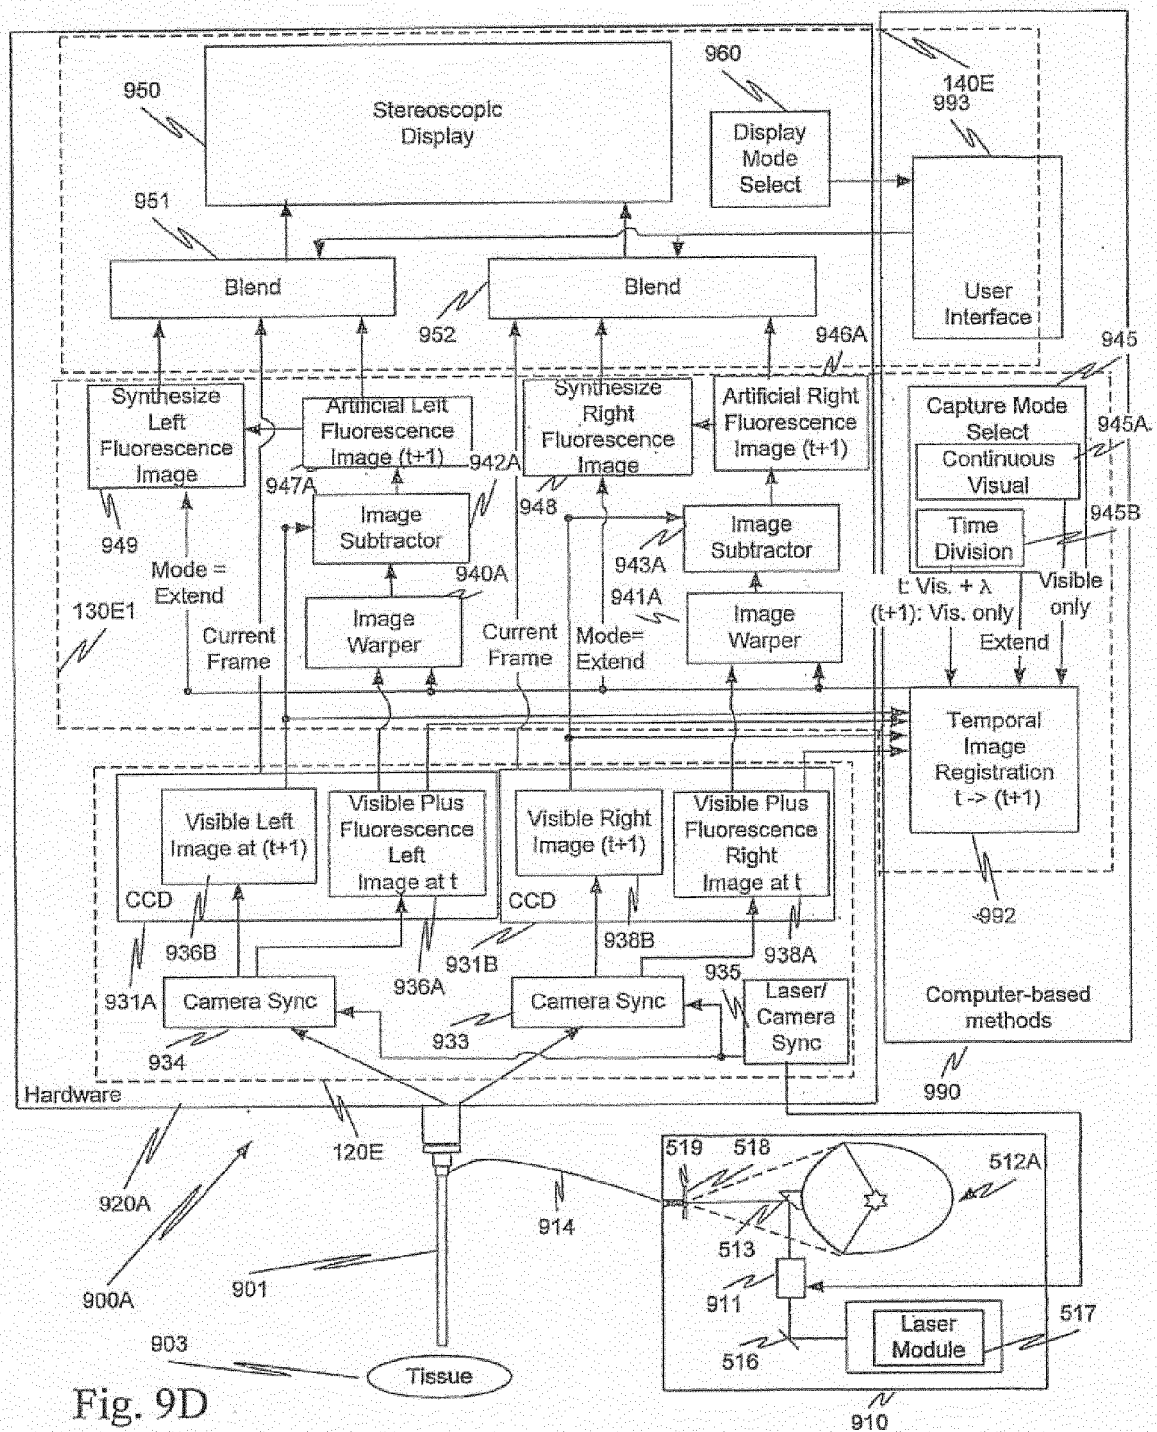 950
Stereoscopic
Display
960
Display
Mode
Select
140E
993
951
Blend
952
Blend
User
Interface
946A
945
Synthesize
Left
Fluorescence
Image
Artificial Left
Fluorescence
Image (t+1)
942A
947A
Synthesize
Right
Fluorescence
Image
948
Artificial Right
Fluorescence
Image (t+1)
Capture Mode
Select
945A
Continuous
Visual
945B
Time
Division
949
Image
Subtractor
943A
Image
Subtractor
Mode =
Extend
940A
941A
t: Vis. + λ
(t+1): Vis. only
Visible
only
Extend
130E1
Current
Frame
Image
Warper
Current
Frame
Mode=
Extend
Image
Warper
Temporal
Image
Registration
t -> (t+1)
992
Visible Left
Image at (t+1)
Visible Plus
Fluorescence
Left
Image at t
Visible Right
Image (t+1)
Visible Plus
Fluorescence
Right
Image at t
CCD
CCD
936B
936A
931B
938B
938A
931A
Camera Sync
934
933
Camera Sync
935
Laser/
Camera
Sync
Computer-based
methods
990
Hardware
120E
920A
900A
901
914
519
518
512A
513
911
516
Laser
Module
517
910
903
Tissue
Fig. 9D